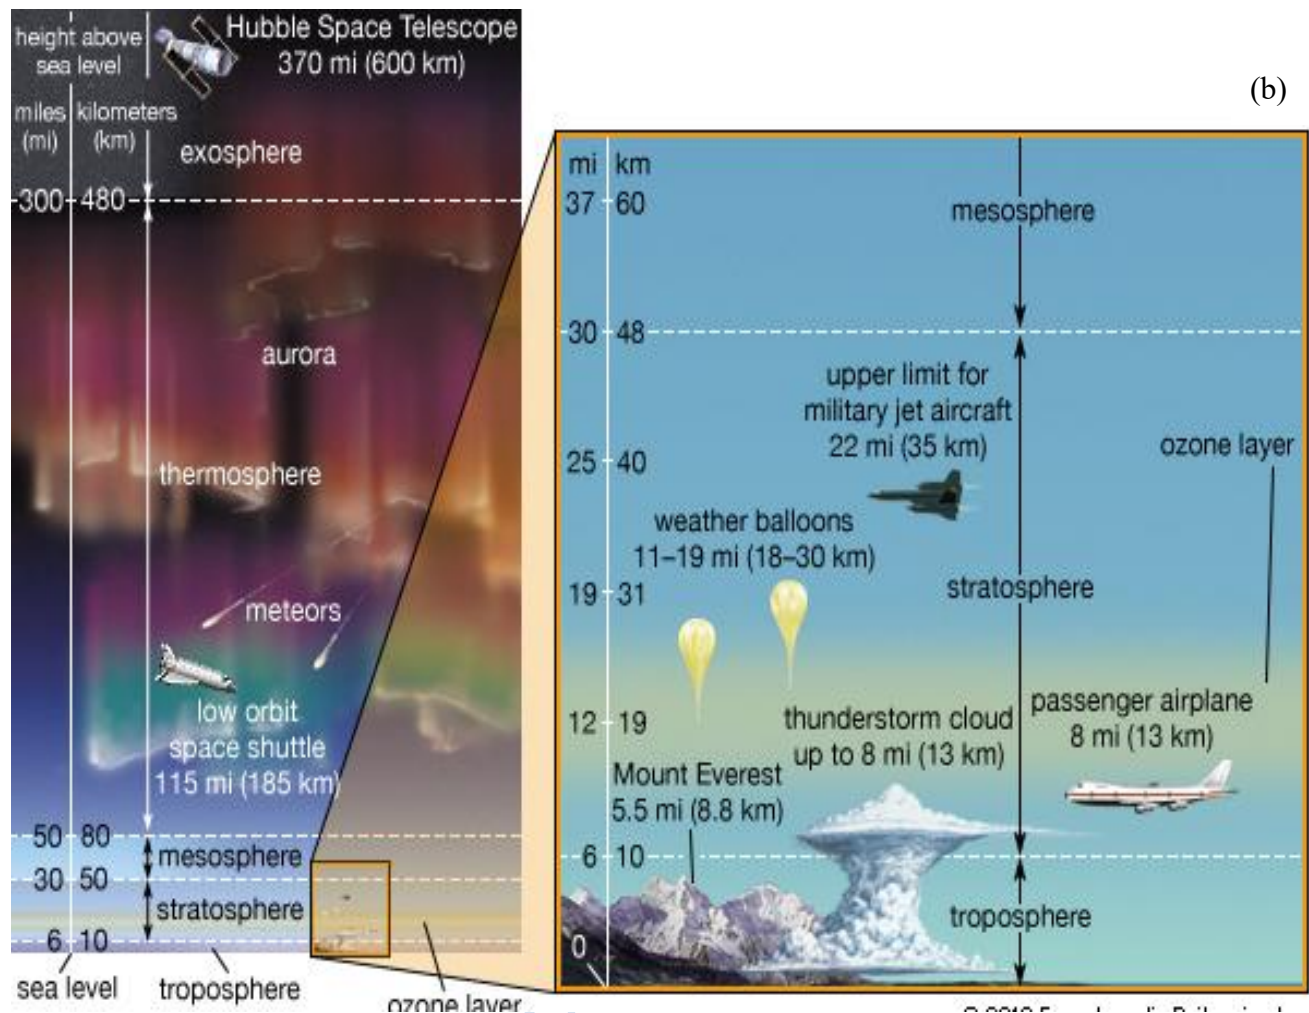 height above
sea level
Hubble Space Telescope
370 mi (600 km)
miles
(mi)
kilometers
(km)
exosphere
300 480
aurora
thermosphere
meteors
low orbit
space shuttle
115 mi (185 km)
50 80
mesosphere
30 50
stratosphere
6 10
sea level
troposphere
ozone layer
(b)
mi km
37 60
mesosphere
30 48
upper limit for
military jet aircraft
22 mi (35 km)
ozone layer
25 40
weather balloons
11–19 mi (18–30 km)
19 31
stratosphere
12 19
thunderstorm cloud
up to 8 mi (13 km)
passenger airplane
8 mi (13 km)
Mount Everest
5.5 mi (8.8 km)
6 10
troposphere
0